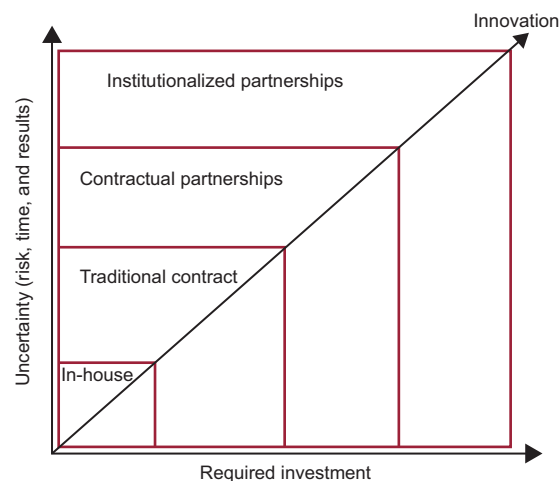 Innovation
Institutionalized partnerships
Contractual partnerships
Traditional contract
In-house
Uncertainty (risk, time, and results)
Required investment